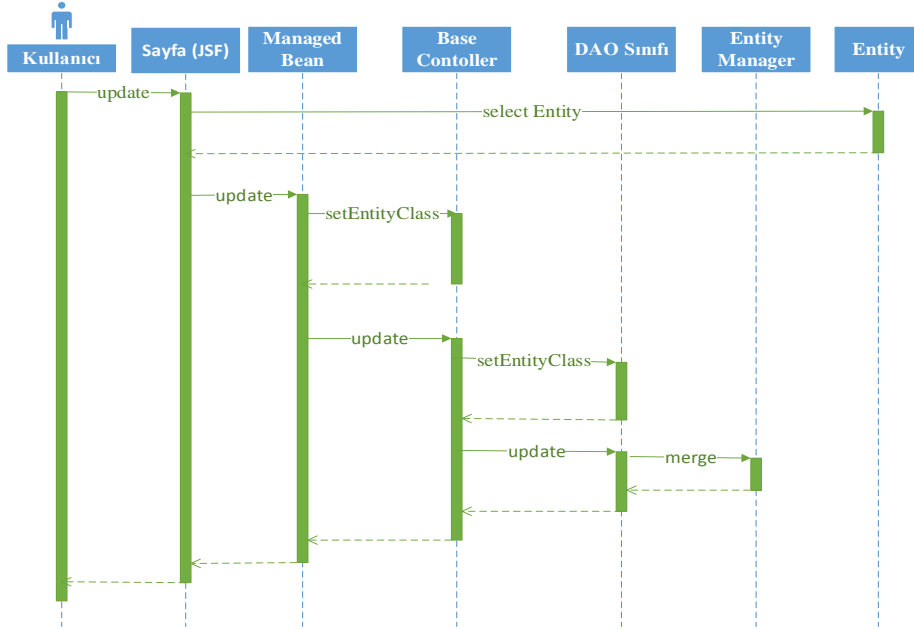 Kullanıcı
Sayfa (JSF)
Managed
Bean
Base
Contoller
DAO Sınıfı
Entity
Manager
Entity
update
select Entity
update
setEntityClass
update
setEntityClass
update
merge